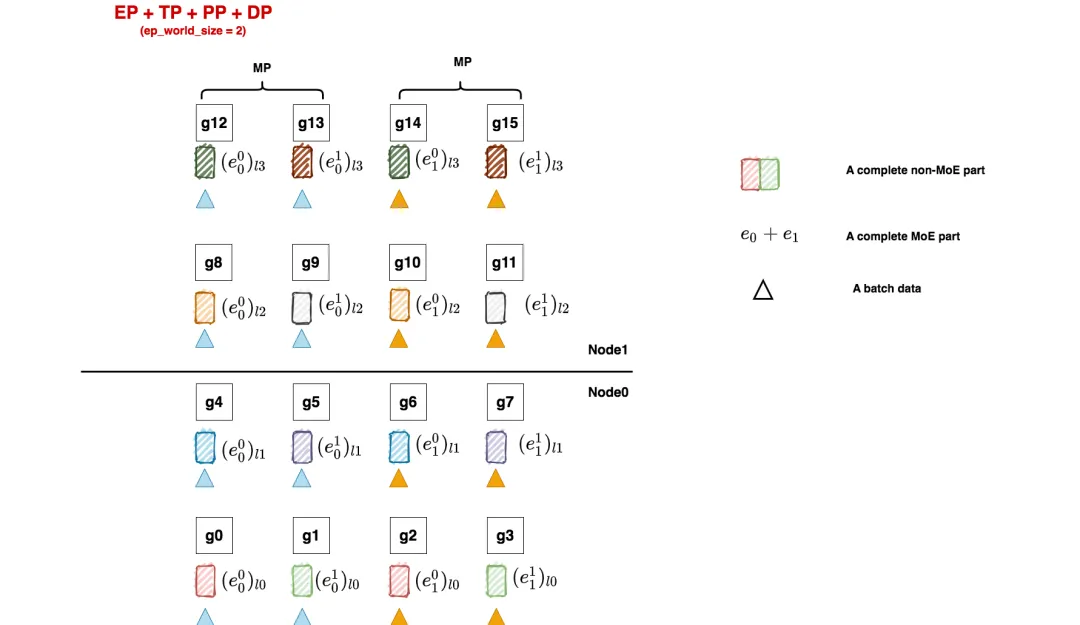 EP + TP + PP + DP
(ep_world_size = 2)
MP MP
g12 g13 g14 g15
$(e_0^0)_{l3}$ $(e_0^1)_{l3}$ $(e_1^0)_{l3}$ $(e_1^1)_{l3}$
A complete non-MoE part
$e_0 + e_1$ A complete MoE part
g8 g9 g10 g11
A batch data
$(e_0^0)_{l2}$ $(e_0^1)_{l2}$ $(e_1^0)_{l2}$ $(e_1^1)_{l2}$
Node1
Node0
g4 g5 g6 g7
$(e_0^0)_{l1}$ $(e_0^1)_{l1}$ $(e_1^0)_{l1}$ $(e_1^1)_{l1}$
g0 g1 g2 g3
$(e_0^0)_{l0}$ $(e_0^1)_{l0}$ $(e_1^0)_{l0}$ $(e_1^1)_{l0}$